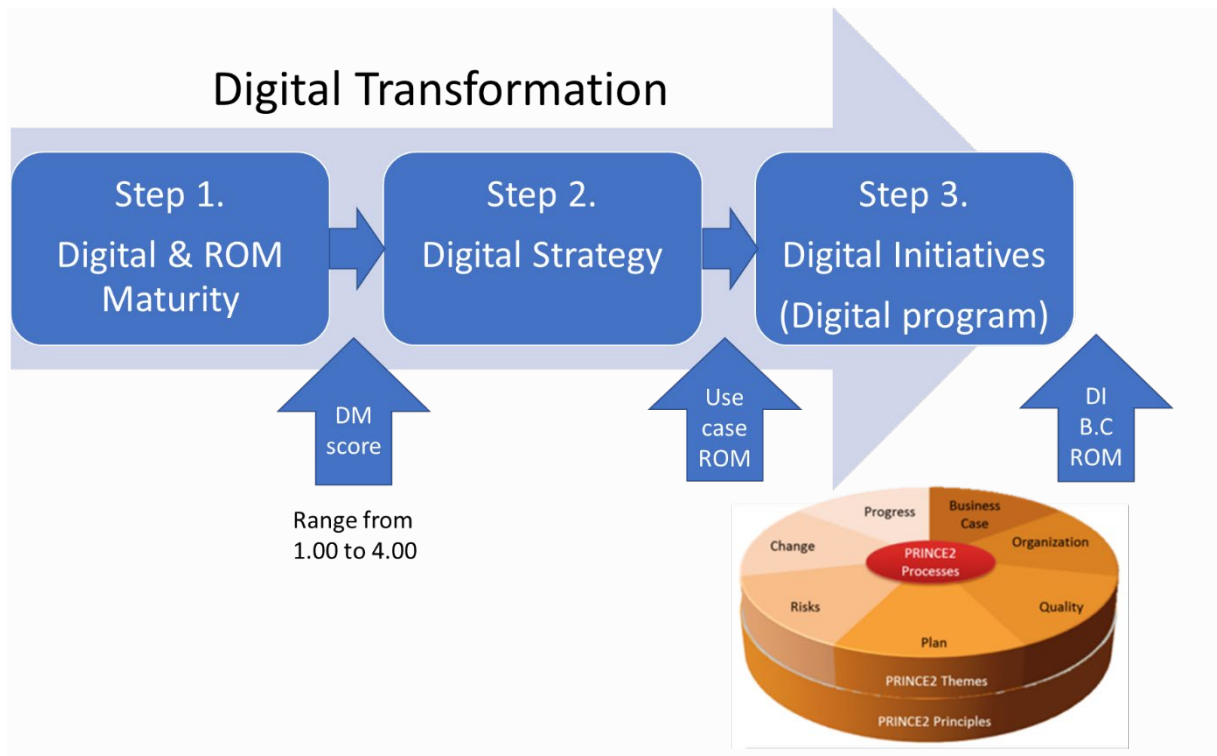 Digital Transformation
Step 1.
Digital & ROM
Maturity
Step 2.
Digital Strategy
Step 3.
Digital Initiatives
(Digital program)
DM
score
Use
case
ROM
DI
B.C
ROM
Range from
1.00 to 4.00
Progress
Business
Case
Change
Organization
PRINCE2
Processes
Risks
Quality
Plan
PRINCE2 Themes
PRINCE2 Principles